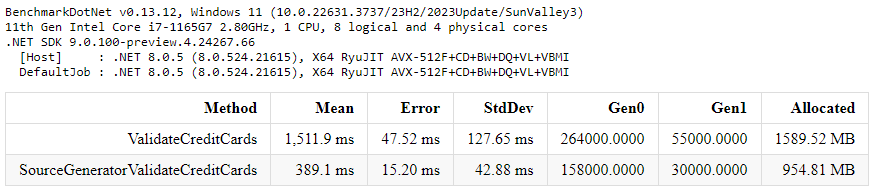 BenchmarkDotNet v0.13.12, Windows 11 (10.0.22631.3737/23H2/2023Update/SunValley3)
11th Gen Intel Core i7-1165G7 2.80GHz, 1 CPU, 8 logical and 4 physical cores
.NET SDK 9.0.100-preview.4.24267.66
[Host]     : .NET 8.0.5 (8.0.524.21615), X64 RyuJIT AVX-512F+CD+BW+DQ+VL+VBMI
DefaultJob : .NET 8.0.5 (8.0.524.21615), X64 RyuJIT AVX-512F+CD+BW+DQ+VL+VBMI
Method Mean Error StdDev Gen0 Gen1 Allocated
ValidateCreditCards 1,511.9 ms 47.52 ms 127.65 ms 264000.0000 55000.0000 1589.52 MB
SourceGeneratorValidateCreditCards 389.1 ms 15.20 ms 42.88 ms 158000.0000 30000.0000 954.81 MB